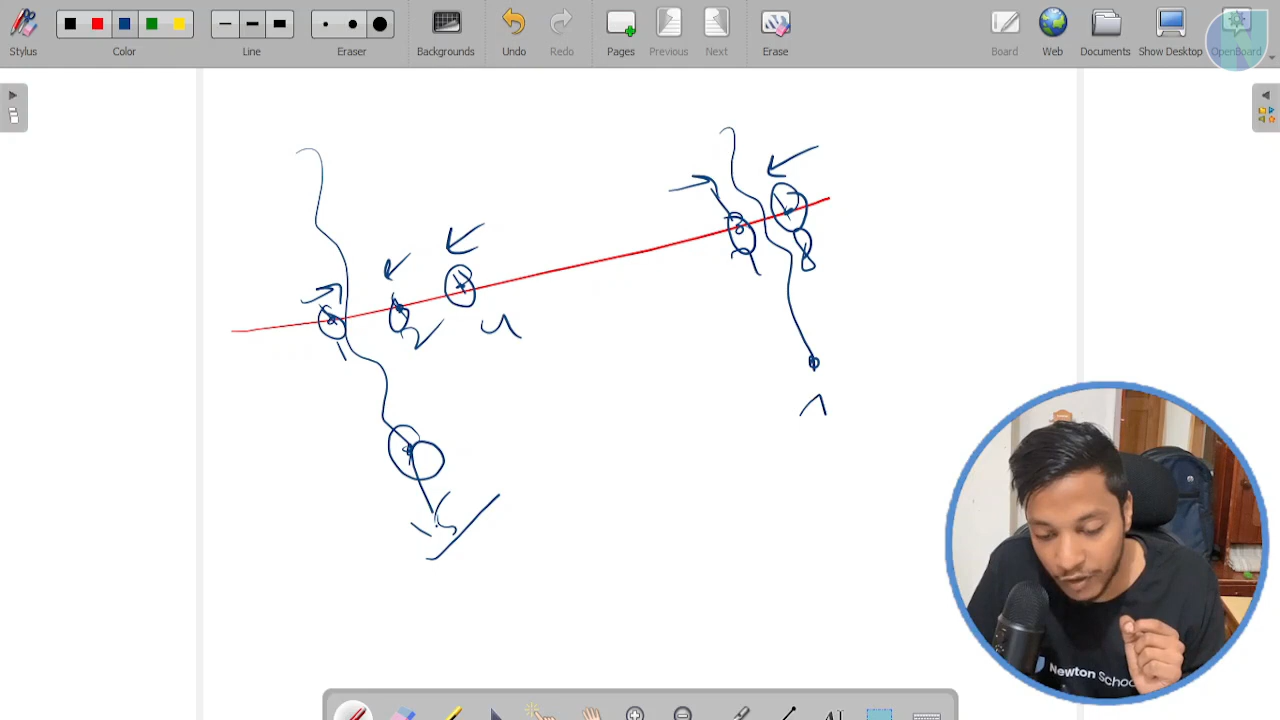 Stylus
Color
Line
Eraser
Backgrounds
Undo
Redo
Pages
Previous
Next
Erase
Board
Web
Documents
Show Desktop
OpenBoard
Newton Schoo